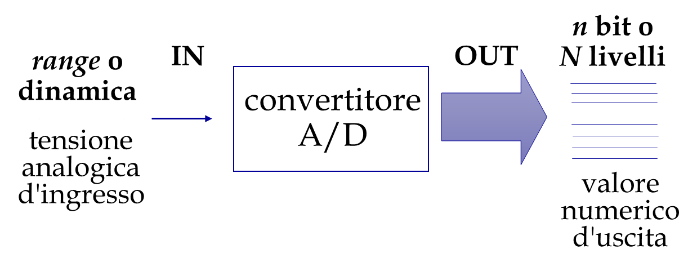 range o
dinamica
tensione
analogica
d'ingresso
IN
convertitore
A/D
OUT
n bit o
N livelli
valore
numerico
d'uscita